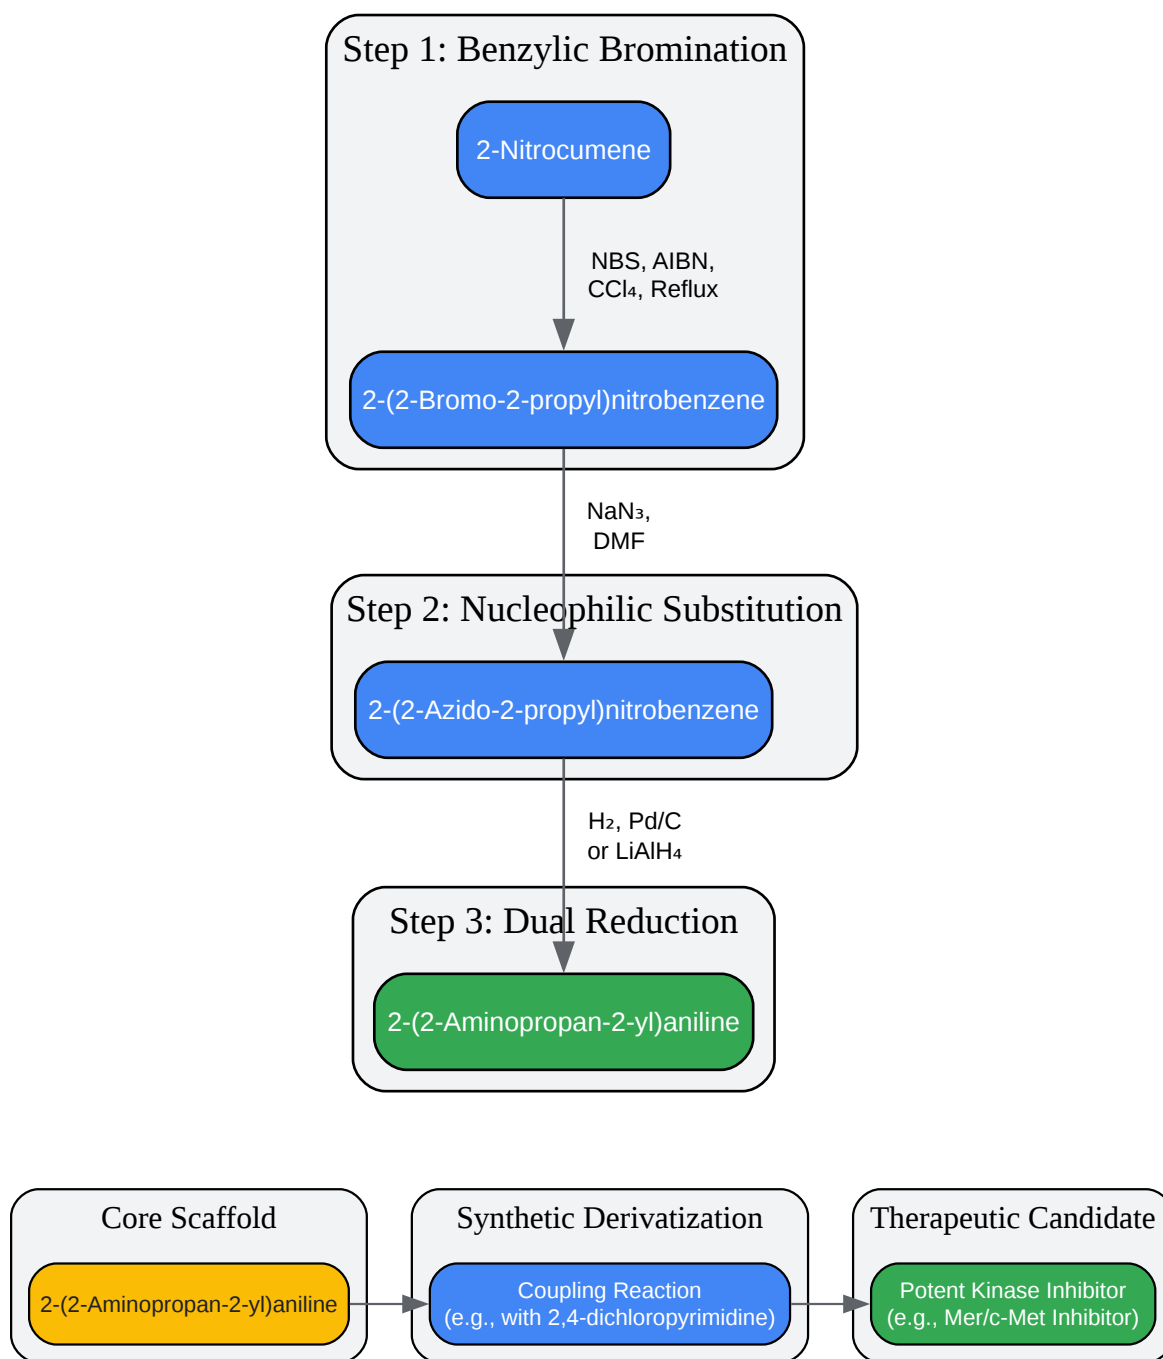 Step 1: Benzylic Bromination
2-Nitrocumene
NBS, AIBN,
CCl₄, Reflux
2-(2-Bromo-2-propyl)nitrobenzene
NaN₃,
DMF
Step 2: Nucleophilic Substitution
2-(2-Azido-2-propyl)nitrobenzene
H₂, Pd/C
or LiAlH₄
Step 3: Dual Reduction
2-(2-Aminopropan-2-yl)aniline
Core Scaffold
2-(2-Aminopropan-2-yl)aniline
Synthetic Derivatization
Coupling Reaction
(e.g., with 2,4-dichloropyrimidine)
Therapeutic Candidate
Potent Kinase Inhibitor
(e.g., Mer/c-Met Inhibitor)